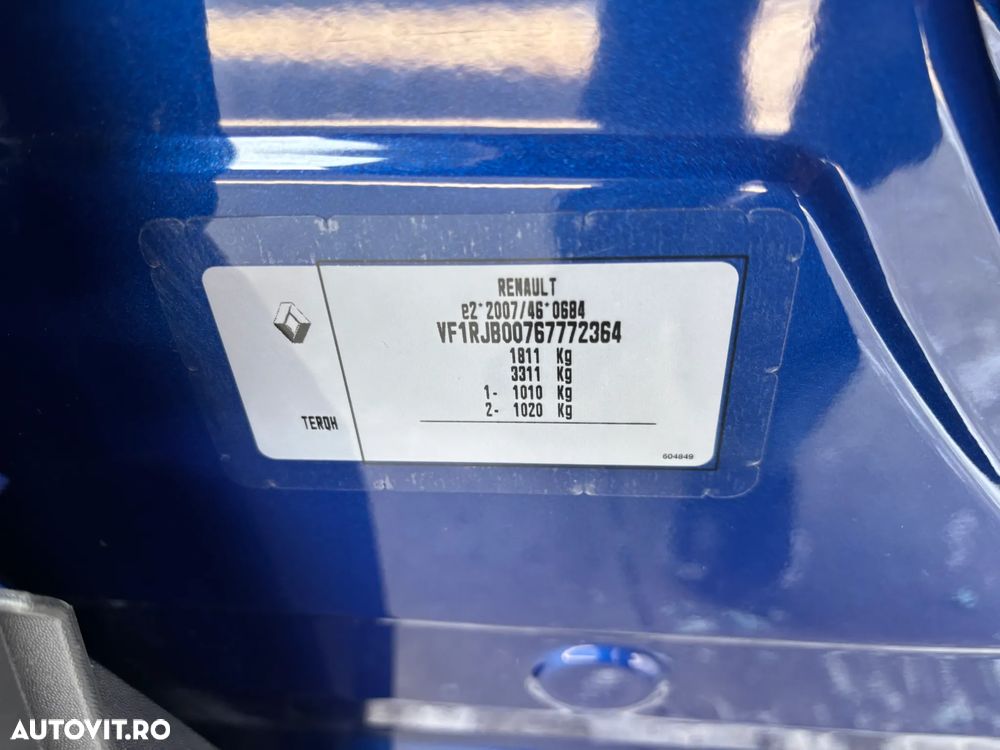 RENAULT
e2*2007/46*0684
VF1RJB00767772364
1811 Kg
3311 Kg
1- 1010 Kg
2- 1020 Kg
TERQH
604849
AUTOVIT.RO